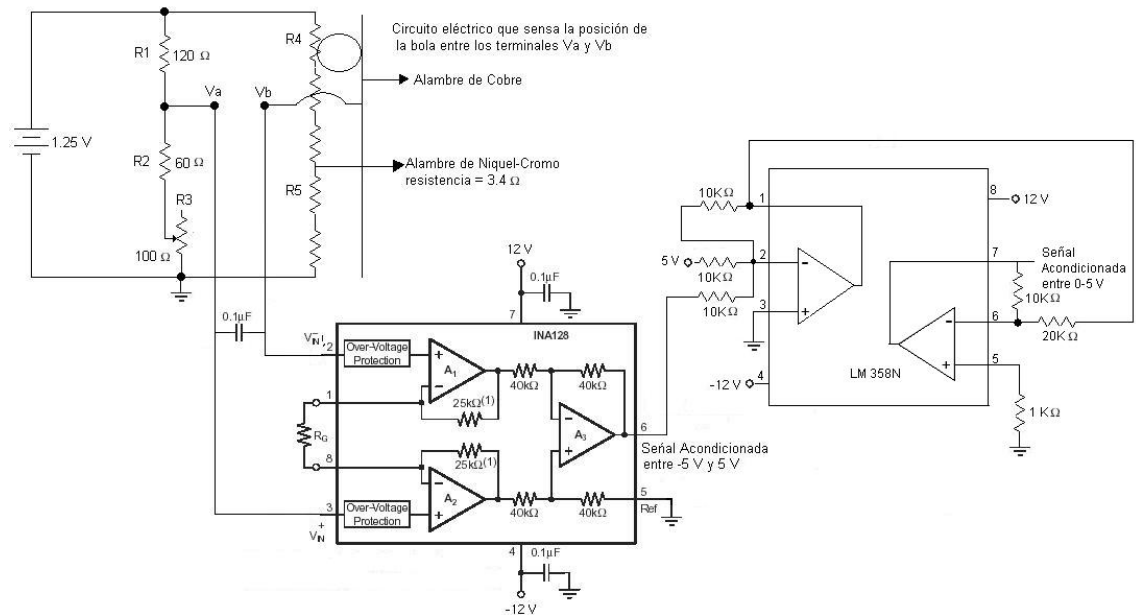 Circuito eléctrico que sensa la posición de
la bola entre los terminales Va y Vb
R4
R1
120 Ω
Alambre de Cobre
Va
Vb
1.25 V
R2
60 Ω
Alambre de Niquel-Cromo
resistencia = 3.4 Ω
R3
R5
100 Ω
10KΩ
1
8
12 V
5 V
10KΩ
2
7
Señal
Acondicionada
entre 0-5 V
10KΩ
10KΩ
3
6
20KΩ
5
LM 358N
-12 V
4
1 KΩ
12 V
0.1µF
7
0.1µF
INA128
V-IN
2
Over-Voltage
Protection
A1
40kΩ
40kΩ
1
25kΩ(1)
RG
A3
6
Señal Acondicionada
entre -5 V y 5 V
25kΩ(1)
8
A2
5
Ref
3
Over-Voltage
Protection
40kΩ
40kΩ
V+IN
4
0.1µF
-12 V